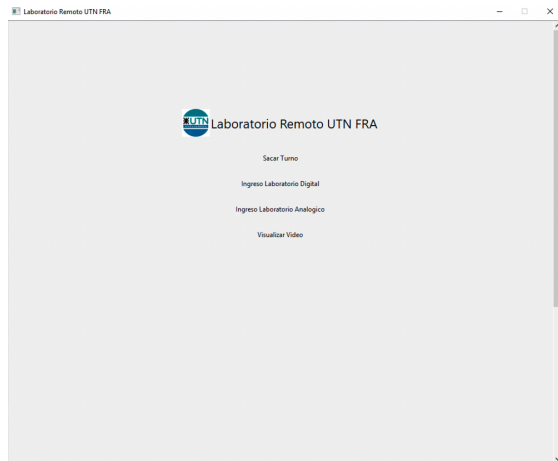 Laboratorio Remoto UTN FRA
UTN
Laboratorio Remoto UTN FRA
Sacar Turno
Ingreso Laboratorio Digital
Ingreso Laboratorio Analogico
Visualizar Video